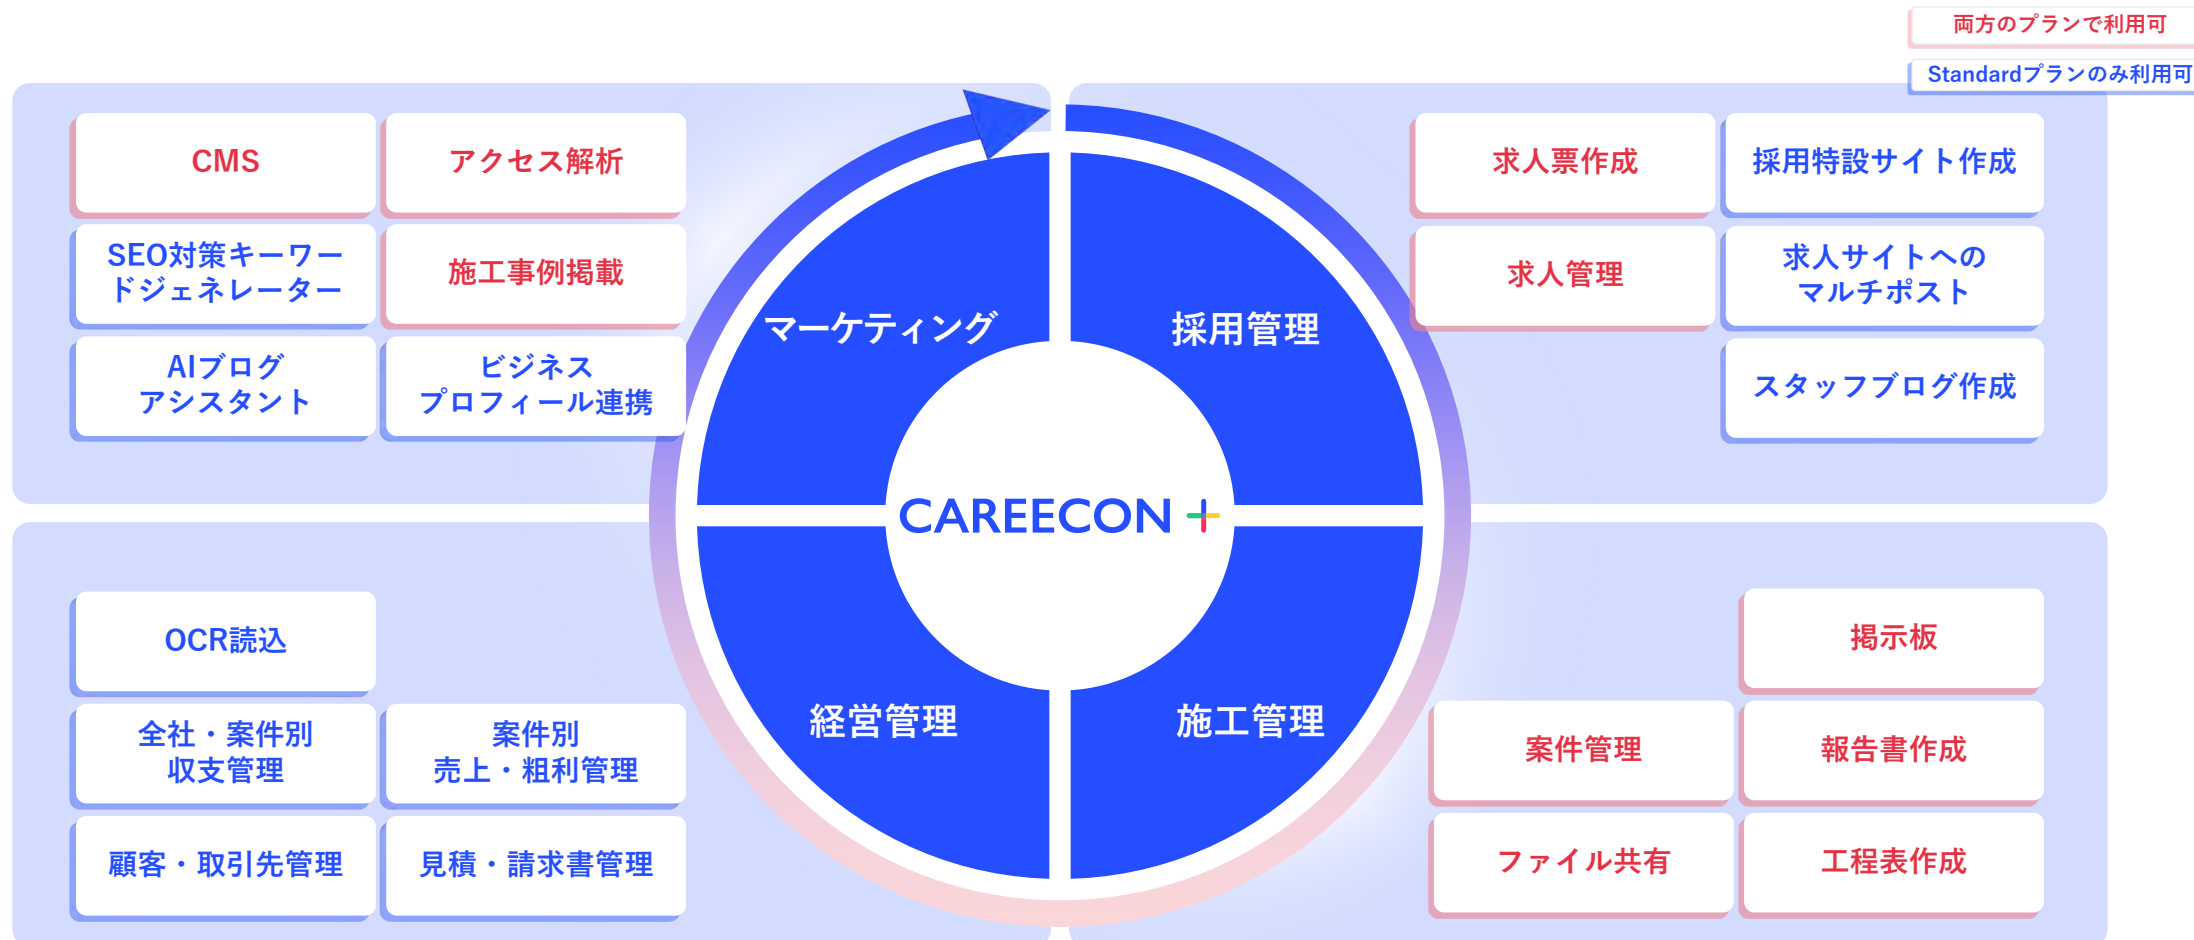 両方のプランで利用可
Standardプランのみ利用可
CMS
アクセス解析
SEO対策キーワー
ドジェネレーター
施工事例掲載
AIブログ
アシスタント
ビジネス
プロフィール連携
マーケティング
採用管理
求人票作成
採用特設サイト作成
求人管理
求人サイトへの
マルチポスト
スタッフブログ作成
CAREECON +
OCR読込
全社・案件別
収支管理
案件別
売上・粗利管理
顧客・取引先管理
見積・請求書管理
経営管理
施工管理
掲示板
案件管理
報告書作成
ファイル共有
工程表作成